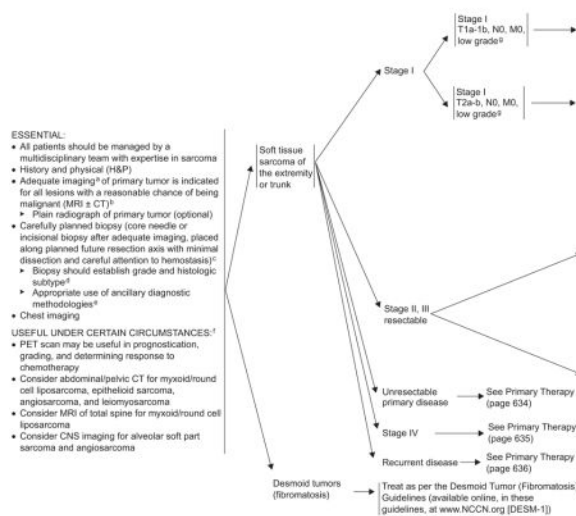 Stage I
T1a-1b, N0, M0,
low grade⁹
Stage I
Stage I
T2a-b, N0, M0,
low grade⁹
ESSENTIAL:
• All patients should be managed by a
multidisciplinary team with expertise in sarcoma
• History and physical (H&P)
• Adequate imagingᵃ of primary tumor is indicated
for all lesions with a reasonable chance of being
malignant (MRI ± CT)ᵇ
➤ Plain radiograph of primary tumor (optional)
• Carefully planned biopsy (core needle or
incisional biopsy after adequate imaging, placed
along planned future resection axis with minimal
dissection and careful attention to hemostasis)ᶜ
➤ Biopsy should establish grade and histologic
subtypeᵈ
➤ Appropriate use of ancillary diagnostic
methodologiesᵉ
• Chest imaging
USEFUL UNDER CERTAIN CIRCUMSTANCES:ᶠ
• PET scan may be useful in prognostication,
grading, and determining response to
chemotherapy
• Consider abdominal/pelvic CT for myxoid/round
cell liposarcoma, epithelioid sarcoma,
angiosarcoma, and leiomyosarcoma
• Consider MRI of total spine for myxoid/round cell
liposarcoma
• Consider CNS imaging for alveolar soft part
sarcoma and angiosarcoma
Soft tissue
sarcoma of
the extremity
or trunk
Stage II, III
resectable
Unresectable
primary disease
See Primary Therapy
(page 634)
Stage IV
See Primary Therapy
(page 635)
Recurrent disease
See Primary Therapy
(page 636)
Desmoid tumors
(fibromatosis)
Treat as per the Desmoid Tumor (Fibromatosis)
Guidelines (available online, in these
guidelines, at www.NCCN.org [DESM-1])